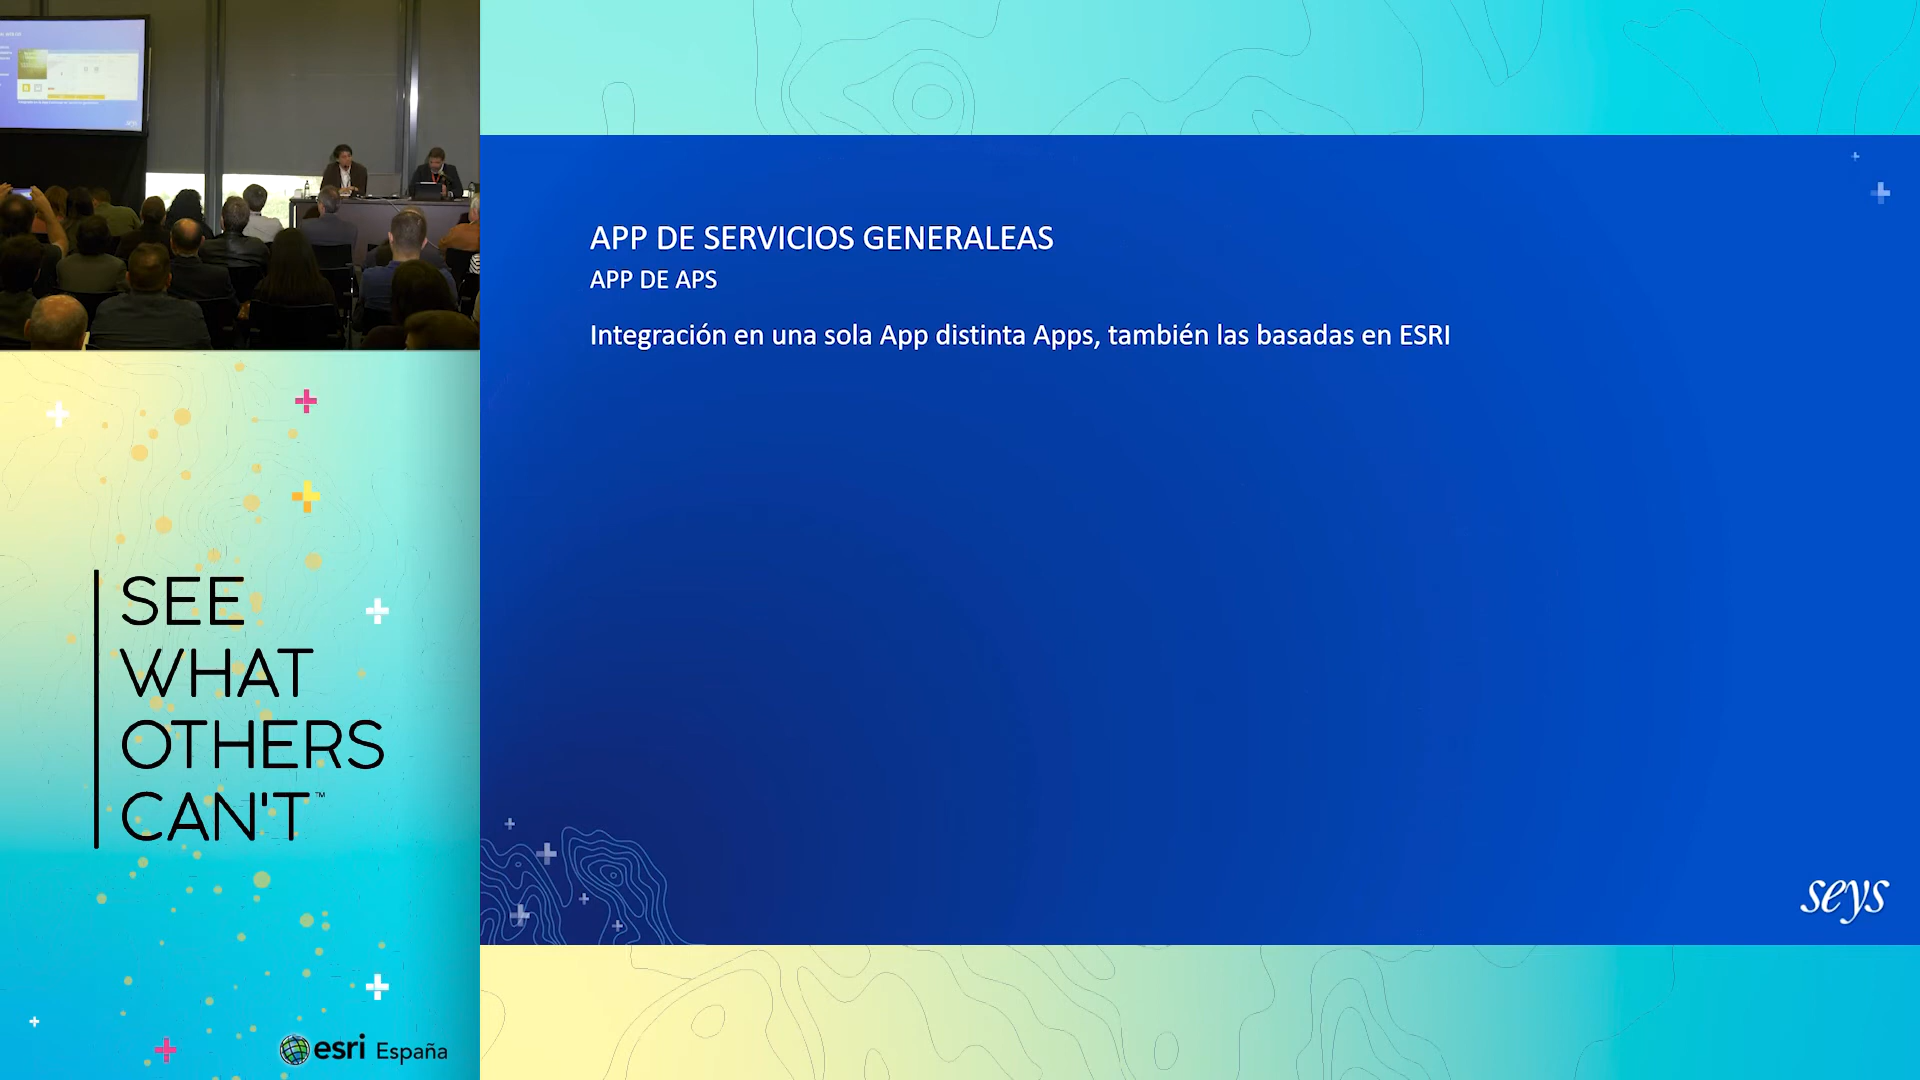 APP DE SERVICIOS GENERALEAS
APP DE APS
Integración en una sola App distinta Apps, también las basadas en ESRI
seys
SEE
WHAT
OTHERS
CAN'T™
esri España